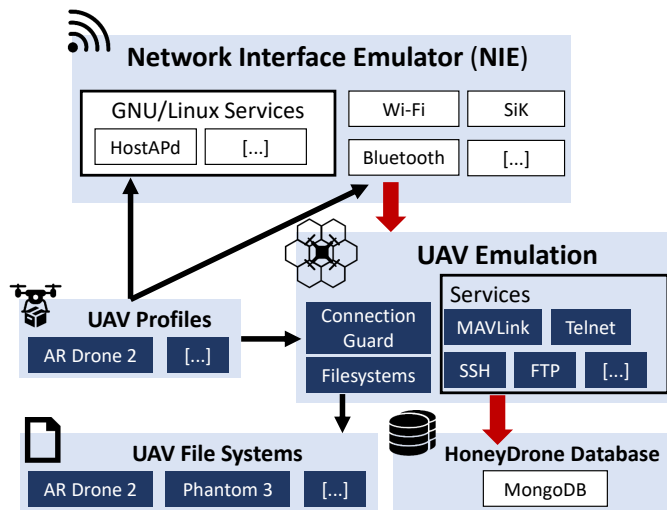 Network Interface Emulator (NIE)
GNU/Linux Services
HostAPd
[...]
Wi-Fi
SiK
Bluetooth
[...]
UAV Emulation
Connection
Guard
Filesystems
Services
MAVLink
Telnet
SSH
FTP
[...]
UAV Profiles
AR Drone 2
[...]
UAV File Systems
AR Drone 2
Phantom 3
[...]
HoneyDrone Database
MongoDB